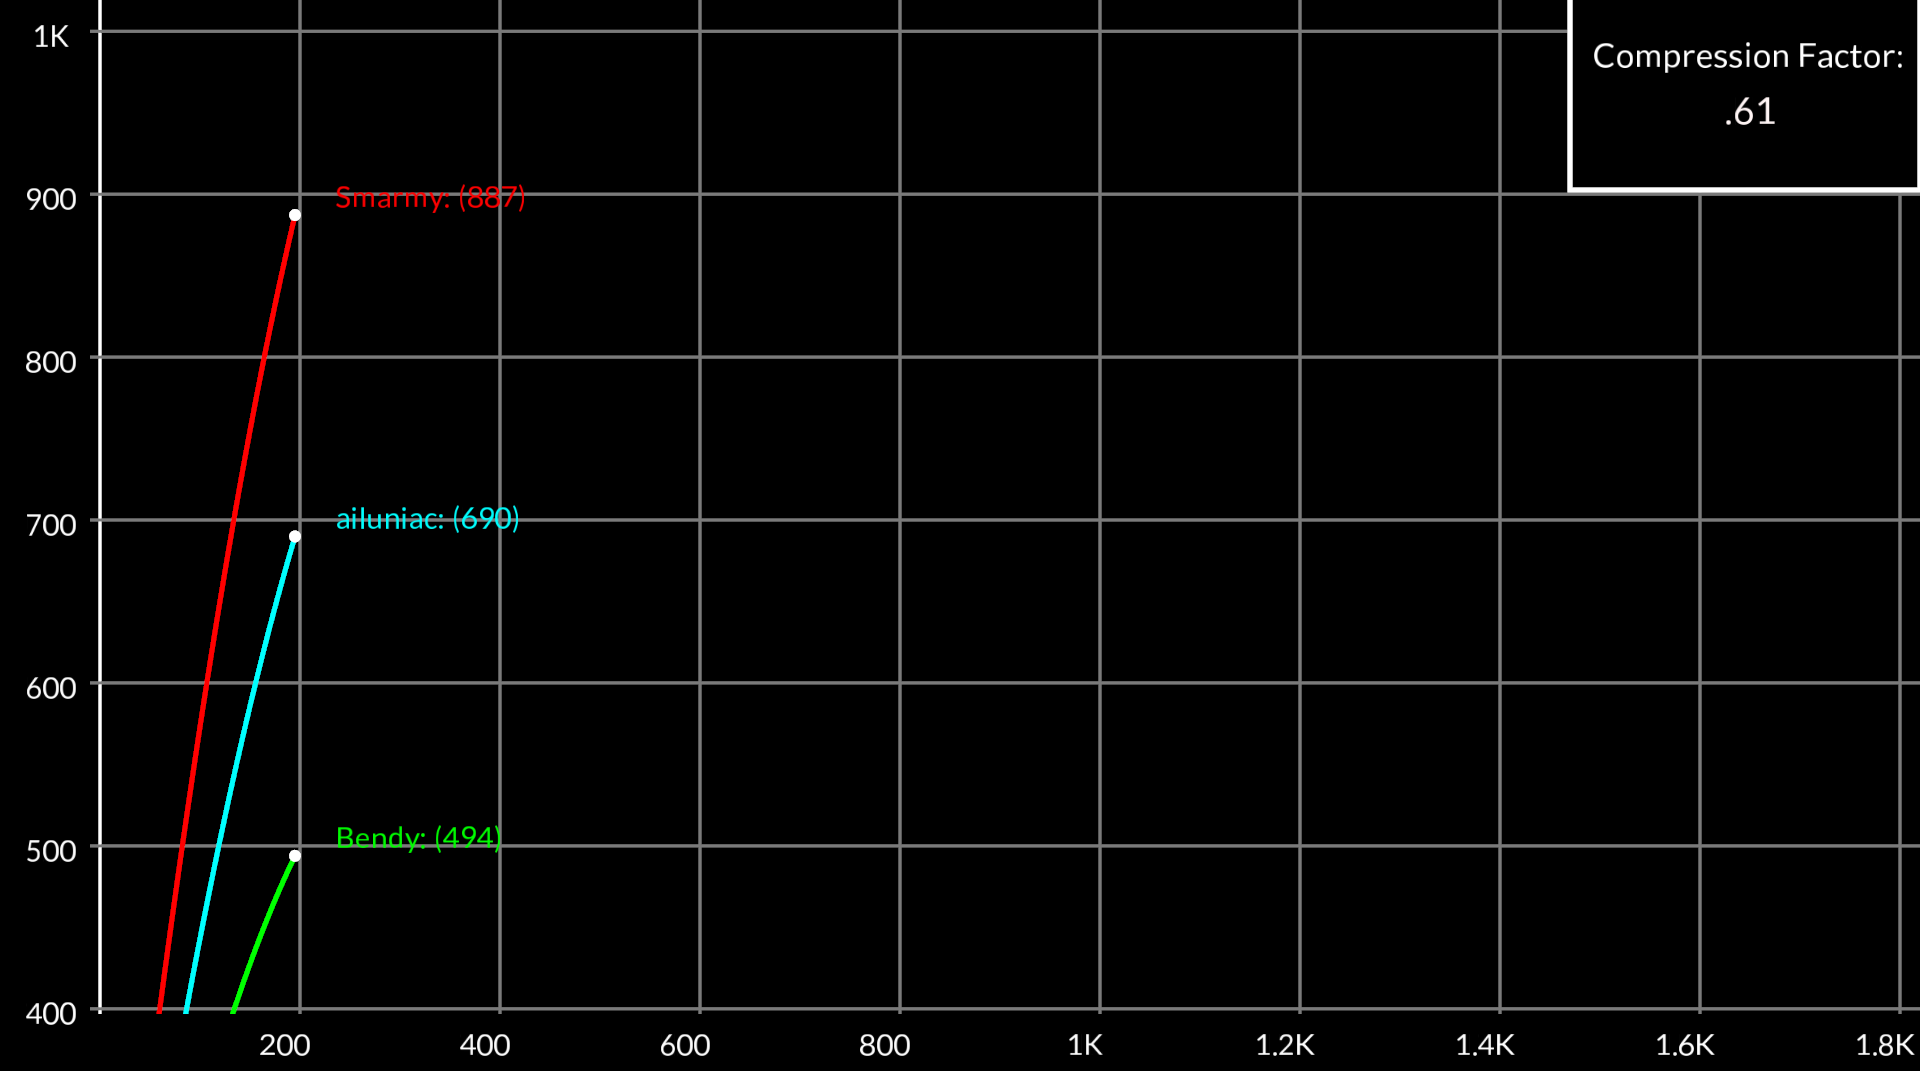 1K
Compression Factor:
.61
900
Smarmy: (887)
800
700
ailuniac: (690)
600
500
Bendy: (494)
400
200 400 600 800 1K 1.2K 1.4K 1.6K 1.8K